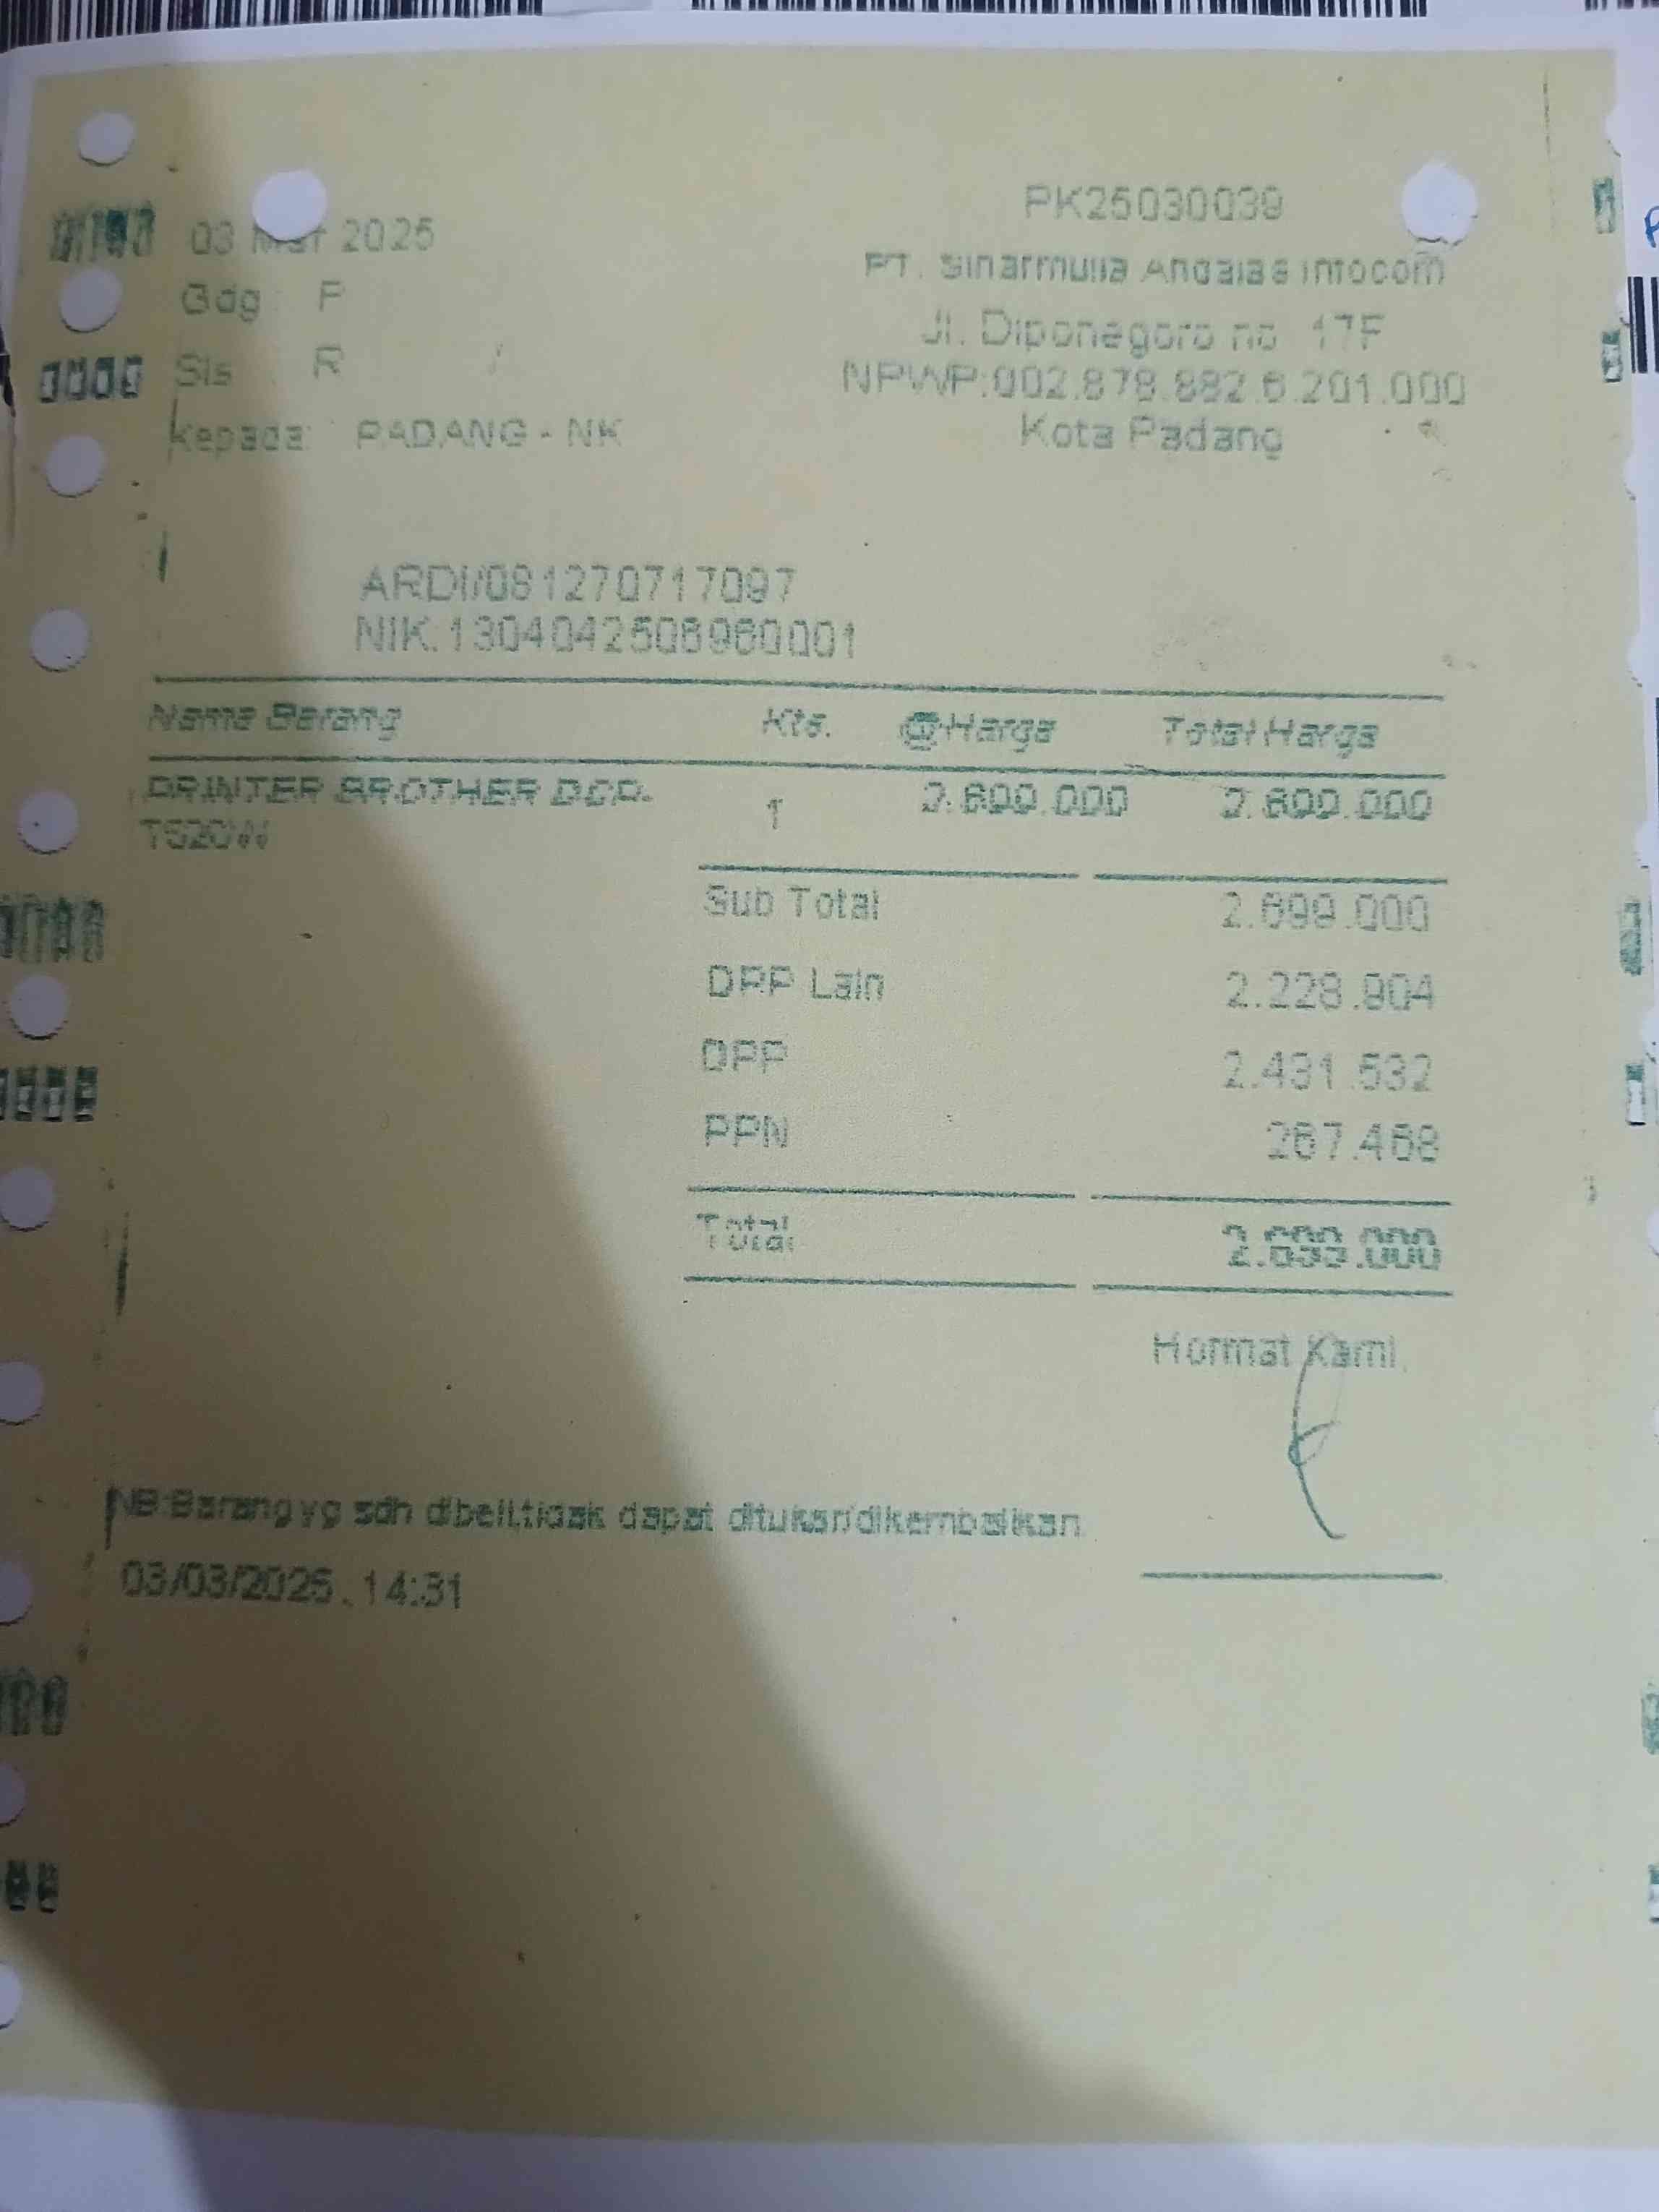 PK25030039
03 Mar 2025
PT. Sinarmulia Andalas Infocom
Gdg P
Jl. Diponegoro no 17F
Sls R /
NPWP:002.878.882.6.201.000
Kepada: PADANG - NK
Kota Padang
ARDI/081270717097
NIK.1304042508960001
Nama Barang Kts. @Harga Total Harga
PRINTER BROTHER DCP- 1 2.699.000 2.699.000
T520W
Sub Total 2.699.000
DPP Lain 2.228.904
DPP 2.431.532
PPN 267.468
Total 2.699.000
Hormat Kami,
NB:Barang yg sdh dibeli,tidak dapat ditukar/dikembalikan
03/03/2025, 14:31